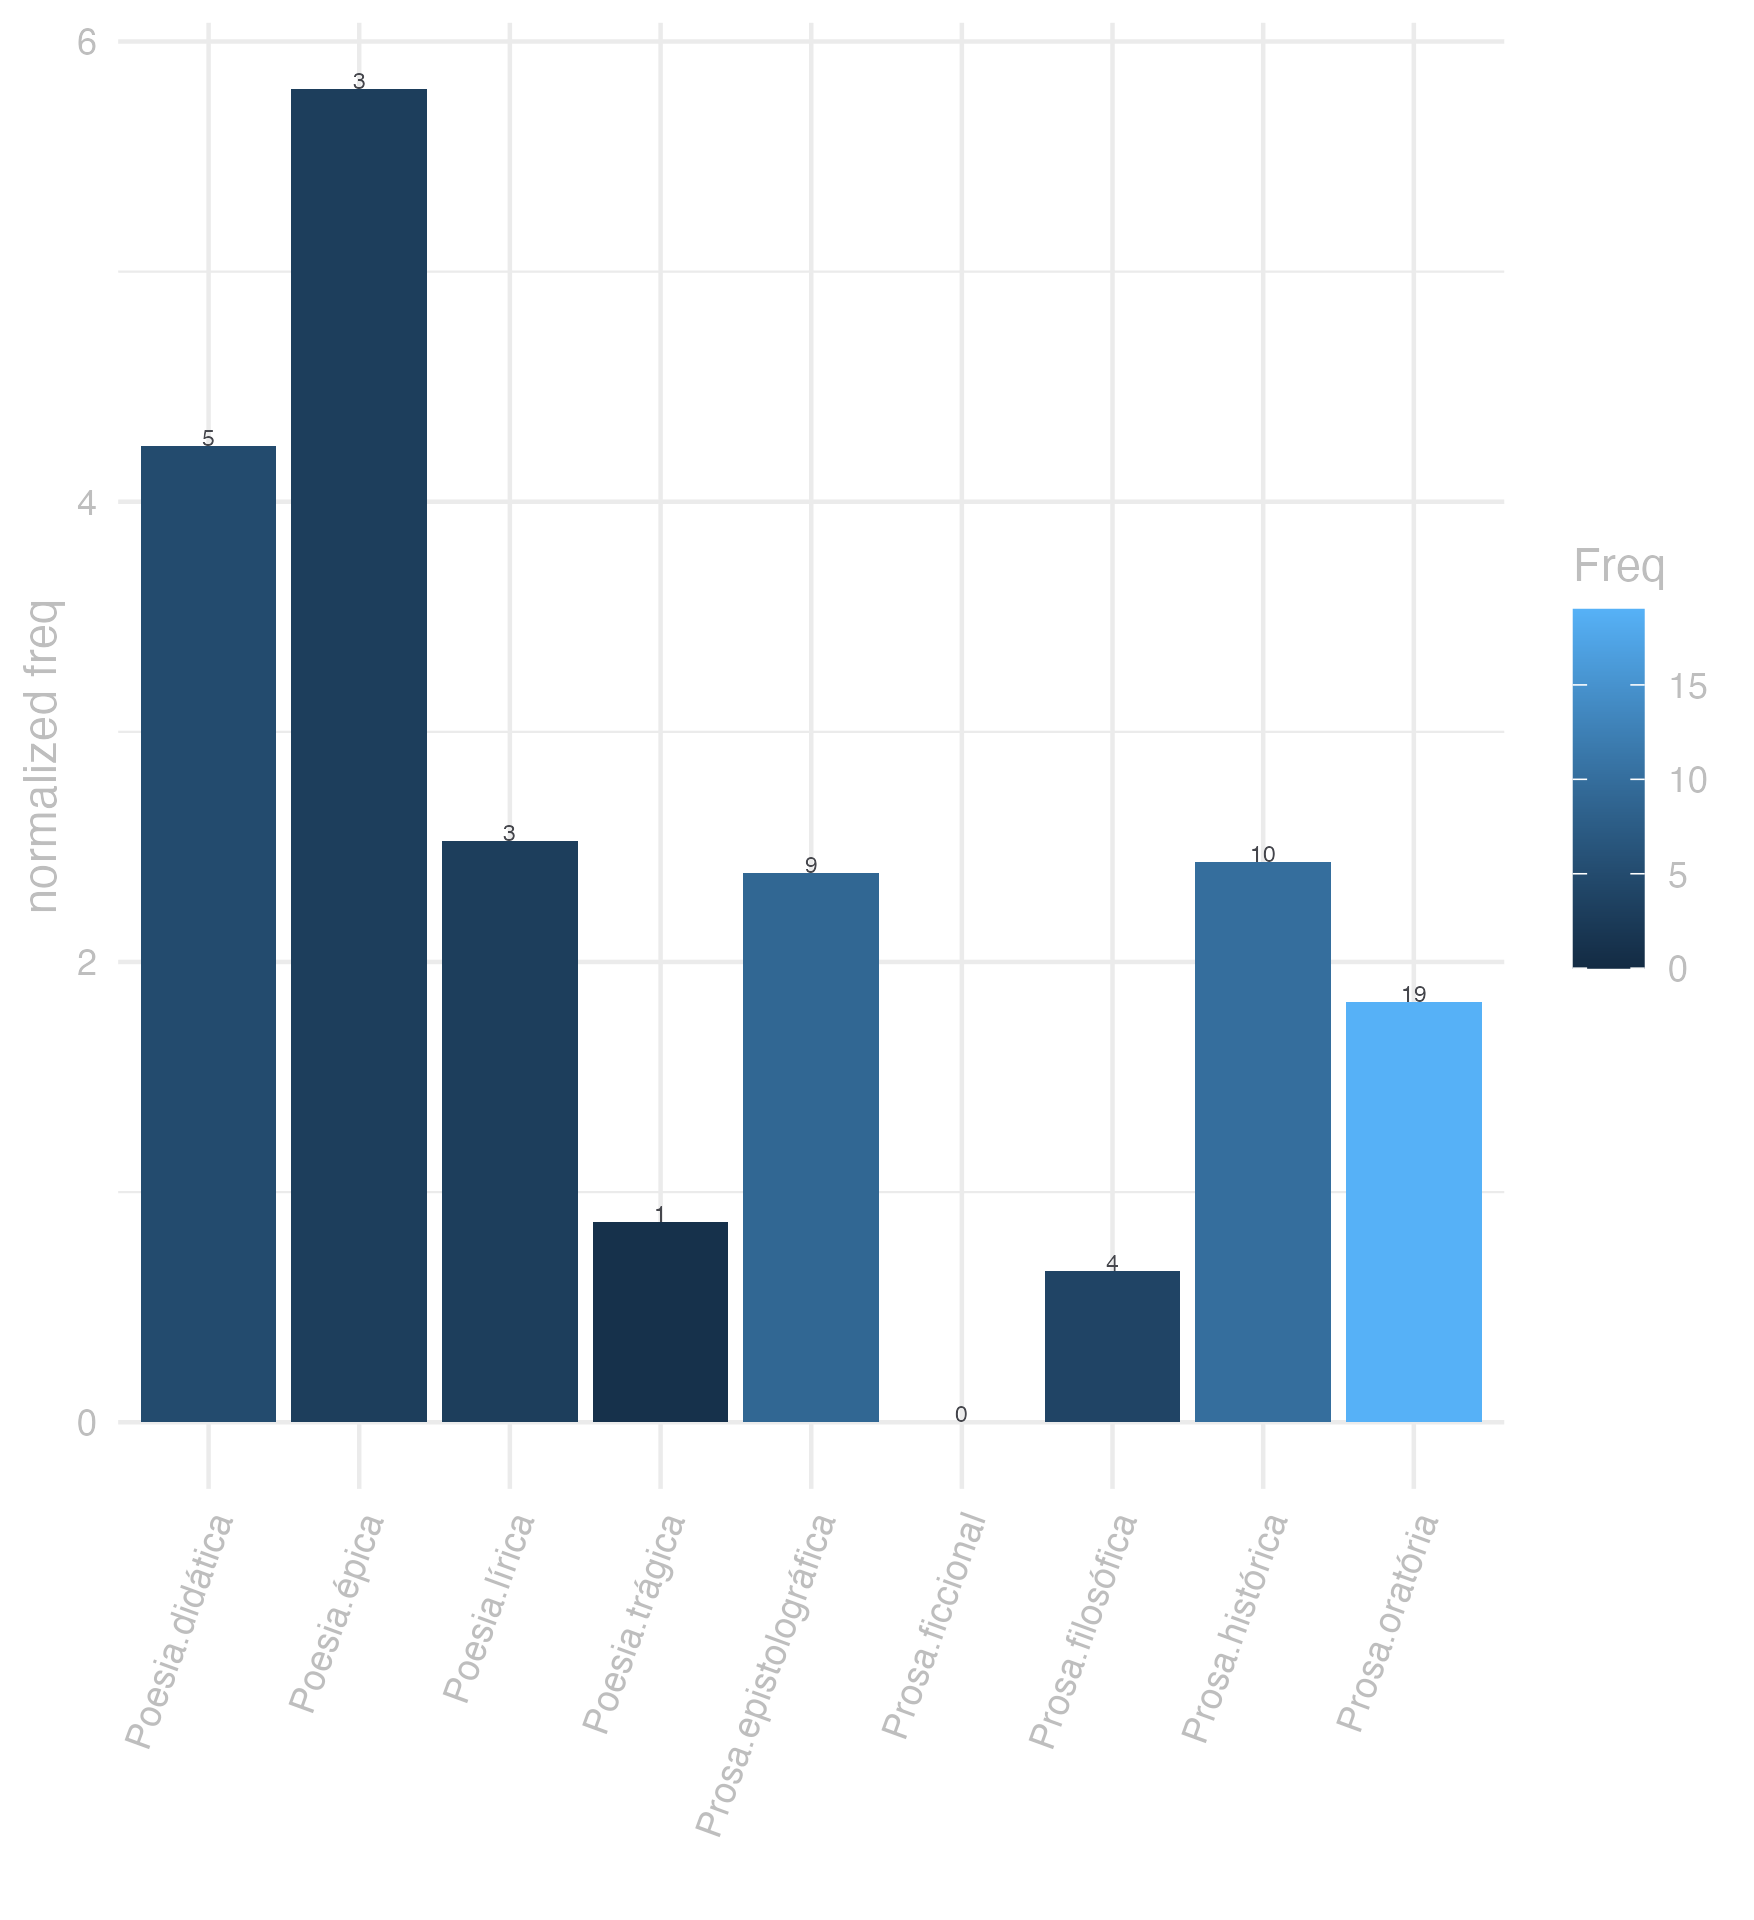 6
4
2
0
normalized freq
5
3
3
1
9
0
4
10
19
Poesia.didática
Poesia.épica
Poesia.lírica
Poesia.trágica
Prosa.epistolográfica
Prosa.ficcional
Prosa.filosófica
Prosa.histórica
Prosa.oratória
Freq
15
10
5
0